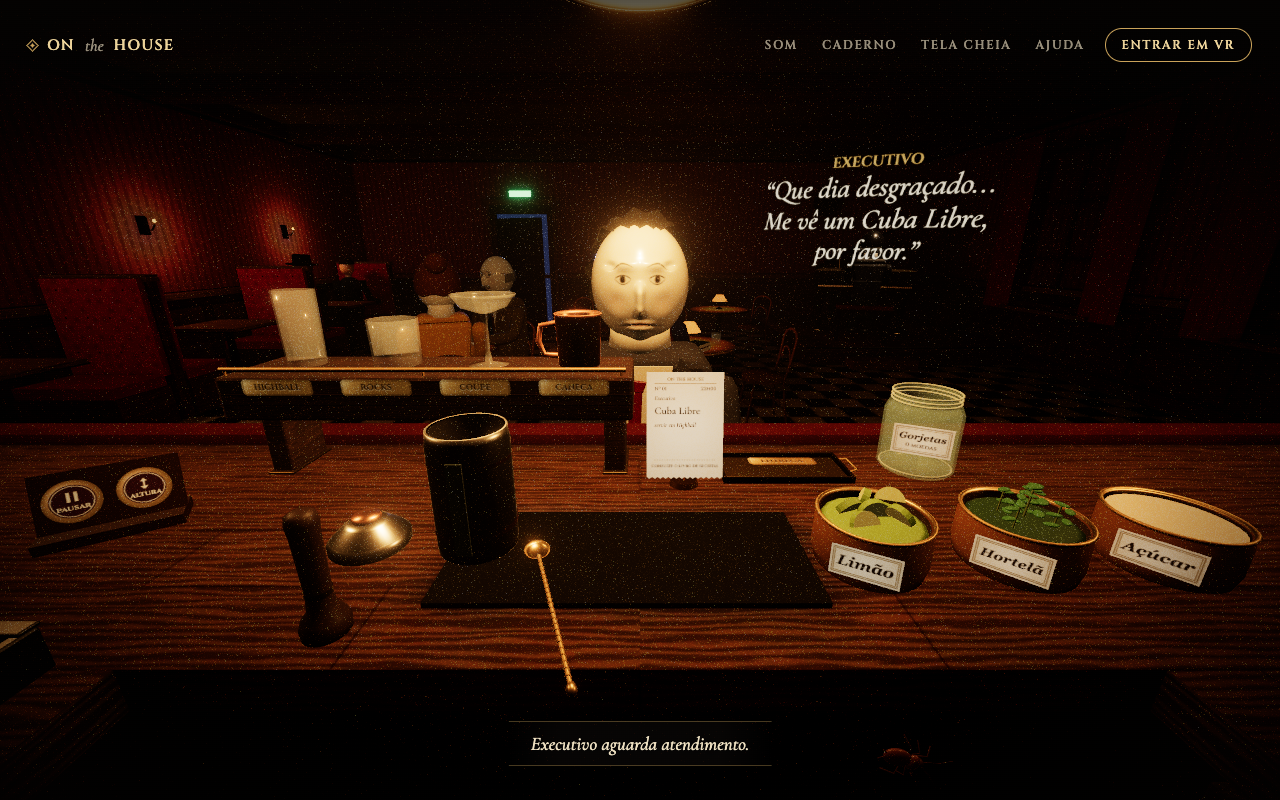 ON the HOUSE
SOM CADERNO TELA CHEIA AJUDA ENTRAR EM VR
EXECUTIVO
“Que dia desgraçado…
Me vê um Cuba Libre,
por favor.”
HIGHBALL ROCKS COUPE CANECA
Cuba Libre
Gorjetas
PAUSAR
ALTURA
Limão
Hortelã
Açúcar
Executivo aguarda atendimento.